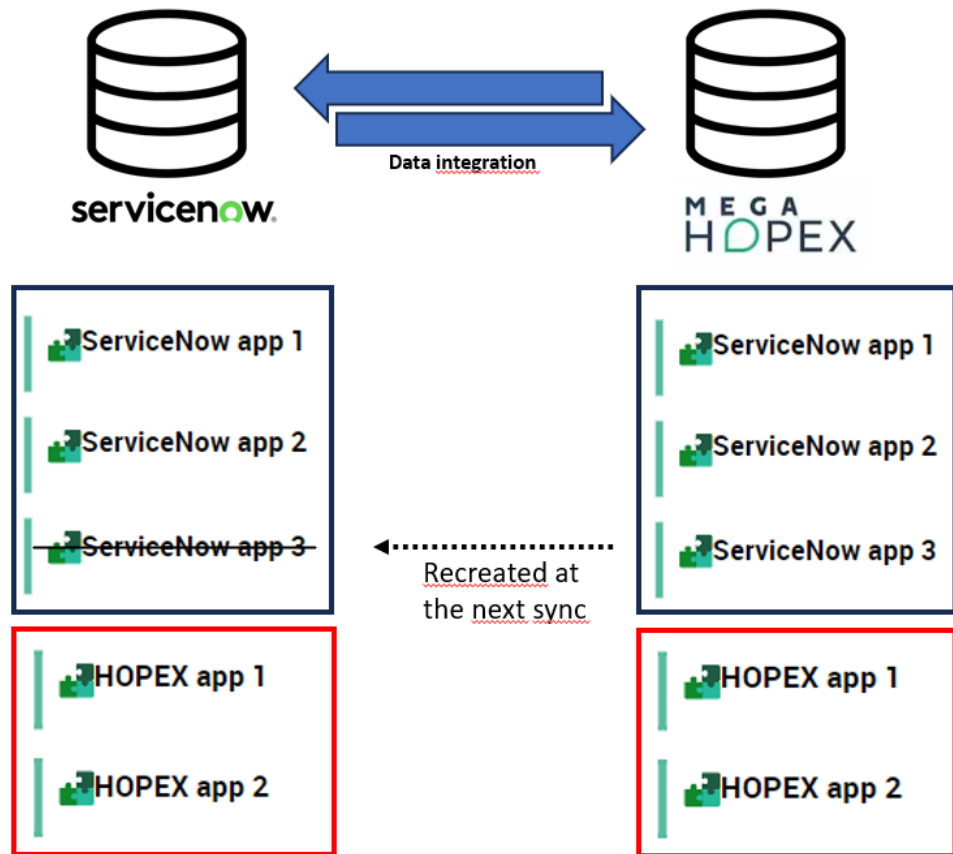 Data integration
servicenow.
MEGA
HOPEX
ServiceNow app 1
ServiceNow app 2
ServiceNow app 3
ServiceNow app 1
ServiceNow app 2
ServiceNow app 3
Recreated at
the next sync
HOPEX app 1
HOPEX app 2
HOPEX app 1
HOPEX app 2